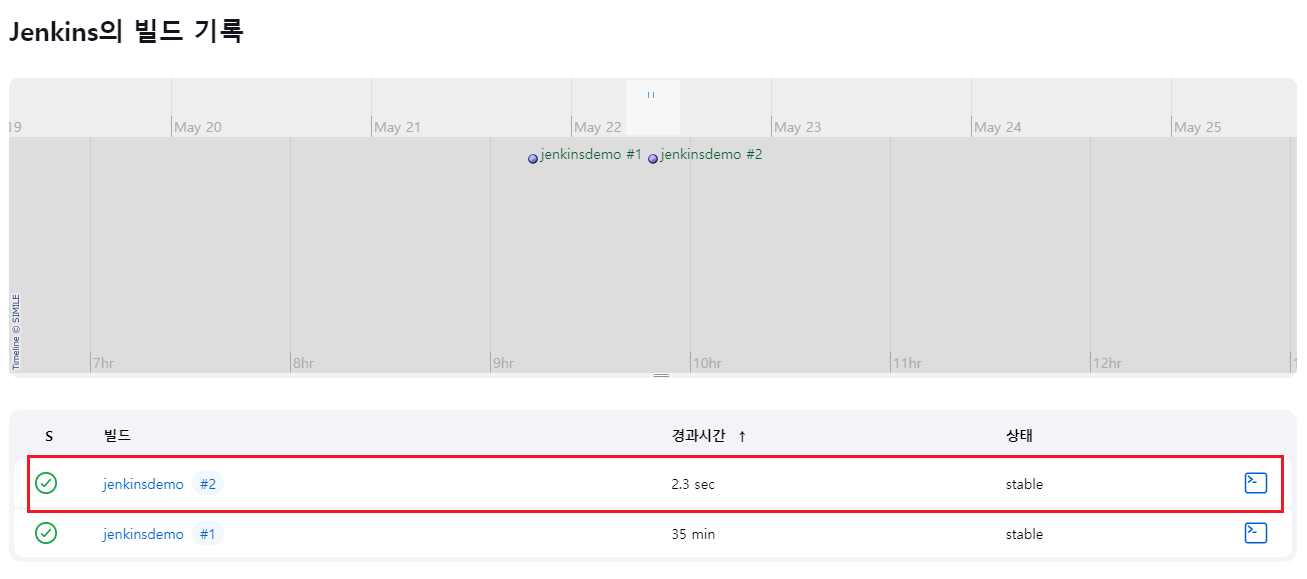 Jenkins의 빌드 기록
19 May 20 May 21 May 22 May 23 May 24 May 25
jenkinsdemo #1 jenkinsdemo #2
Timeline © SIMILE
7hr 8hr 9hr 10hr 11hr 12hr
S 빌드 경과시간 ↑ 상태
jenkinsdemo #2 2.3 sec stable
jenkinsdemo #1 35 min stable